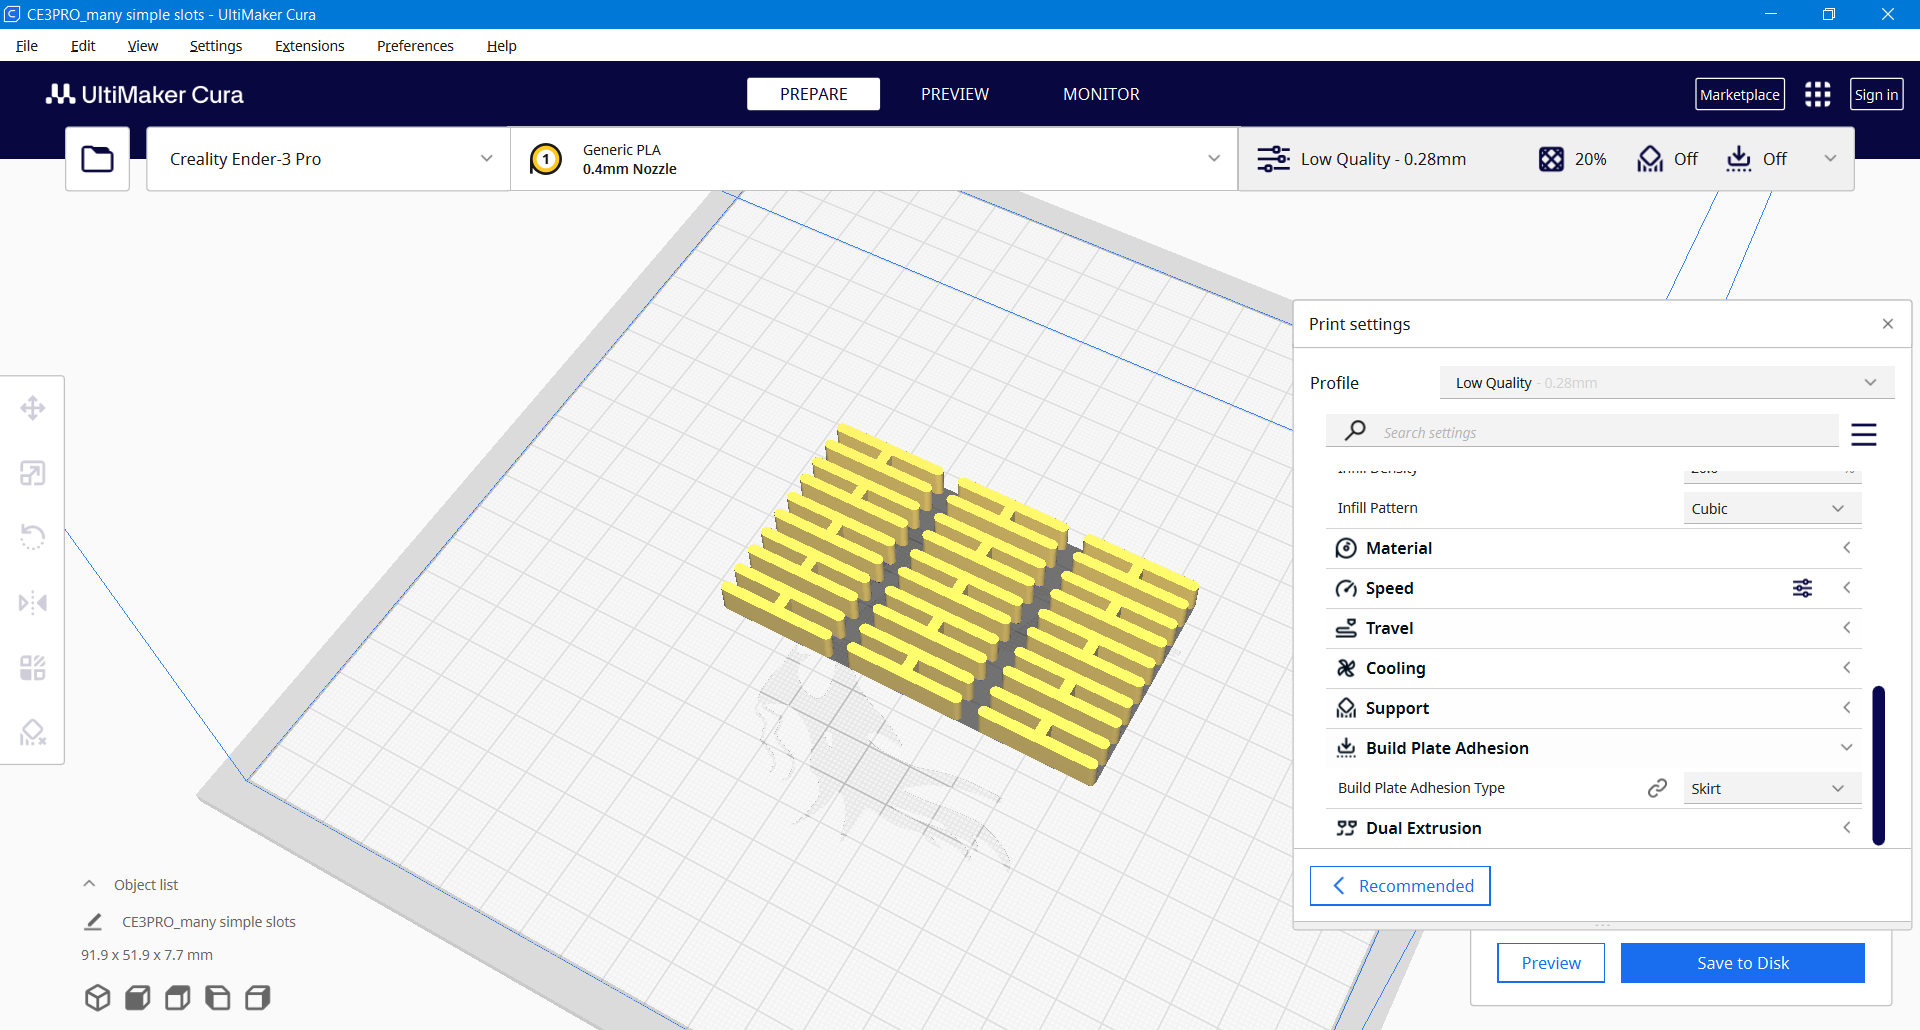 CE3PRO_many simple slots - UltiMaker Cura
File Edit View Settings Extensions Preferences Help
UltiMaker Cura
PREPARE PREVIEW MONITOR
Marketplace Sign in
Creality Ender-3 Pro
1
Generic PLA
0.4mm Nozzle
Low Quality - 0.28mm
20% Off Off
Print settings
Profile Low Quality - 0.28mm
Search settings
Infill Density 20.0 %
Infill Pattern Cubic
Material
Speed
Travel
Cooling
Support
Build Plate Adhesion
Build Plate Adhesion Type Skirt
Dual Extrusion
Recommended
Object list
CE3PRO_many simple slots
91.9 x 51.9 x 7.7 mm
Preview Save to Disk